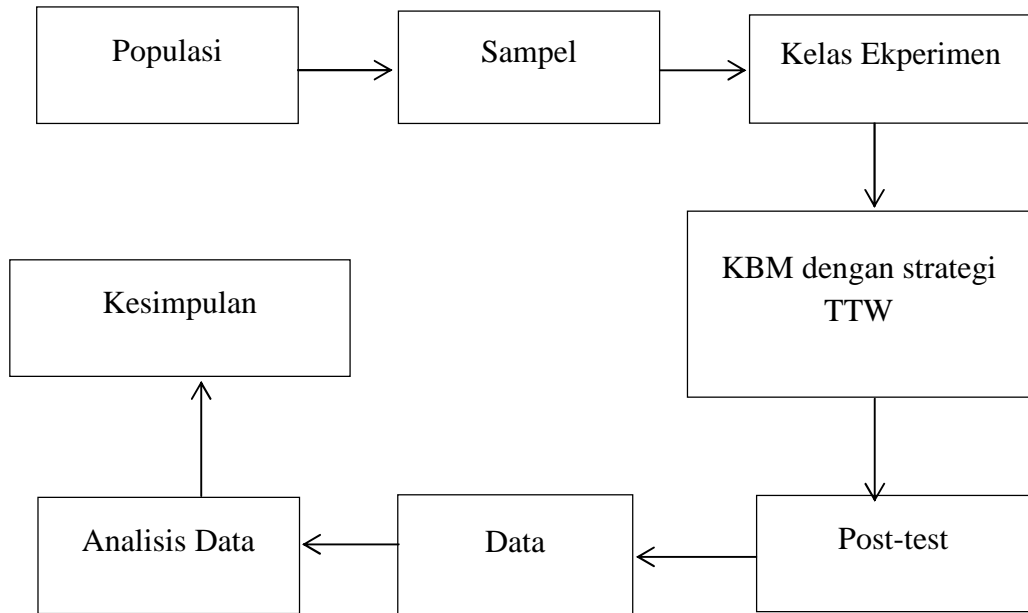 Populasi
Sampel
Kelas Ekperimen
KBM dengan strategi
TTW
Kesimpulan
Analisis Data
Data
Post-test